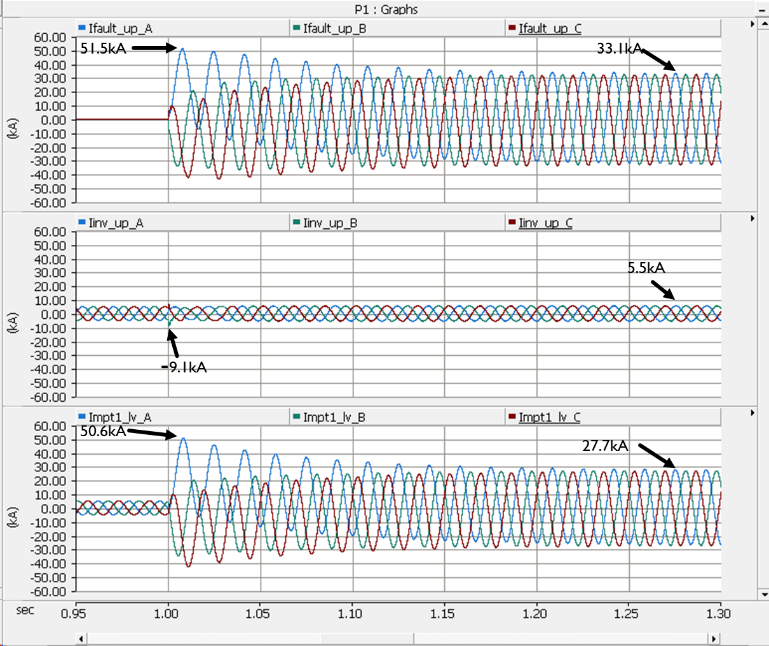 P1 : Graphs
Ifault_up_A Ifault_up_B Ifault_up_C
60.00
50.00
40.00
30.00
20.00
10.00
0.00
-10.00
-20.00
-30.00
-40.00
-50.00
-60.00
(kA)
51.5kA
33.1kA
Iinv_up_A Iinv_up_B Iinv_up_C
60.00
50.00
40.00
30.00
20.00
10.00
0.00
-10.00
-20.00
-30.00
-40.00
-50.00
-60.00
(kA)
5.5kA
-9.1kA
Impt1_lv_A Impt1_lv_B Impt1_lv_C
60.00
50.00
40.00
30.00
20.00
10.00
0.00
-10.00
-20.00
-30.00
-40.00
-50.00
-60.00
(kA)
50.6kA
27.7kA
sec 0.95 1.00 1.05 1.10 1.15 1.20 1.25 1.30